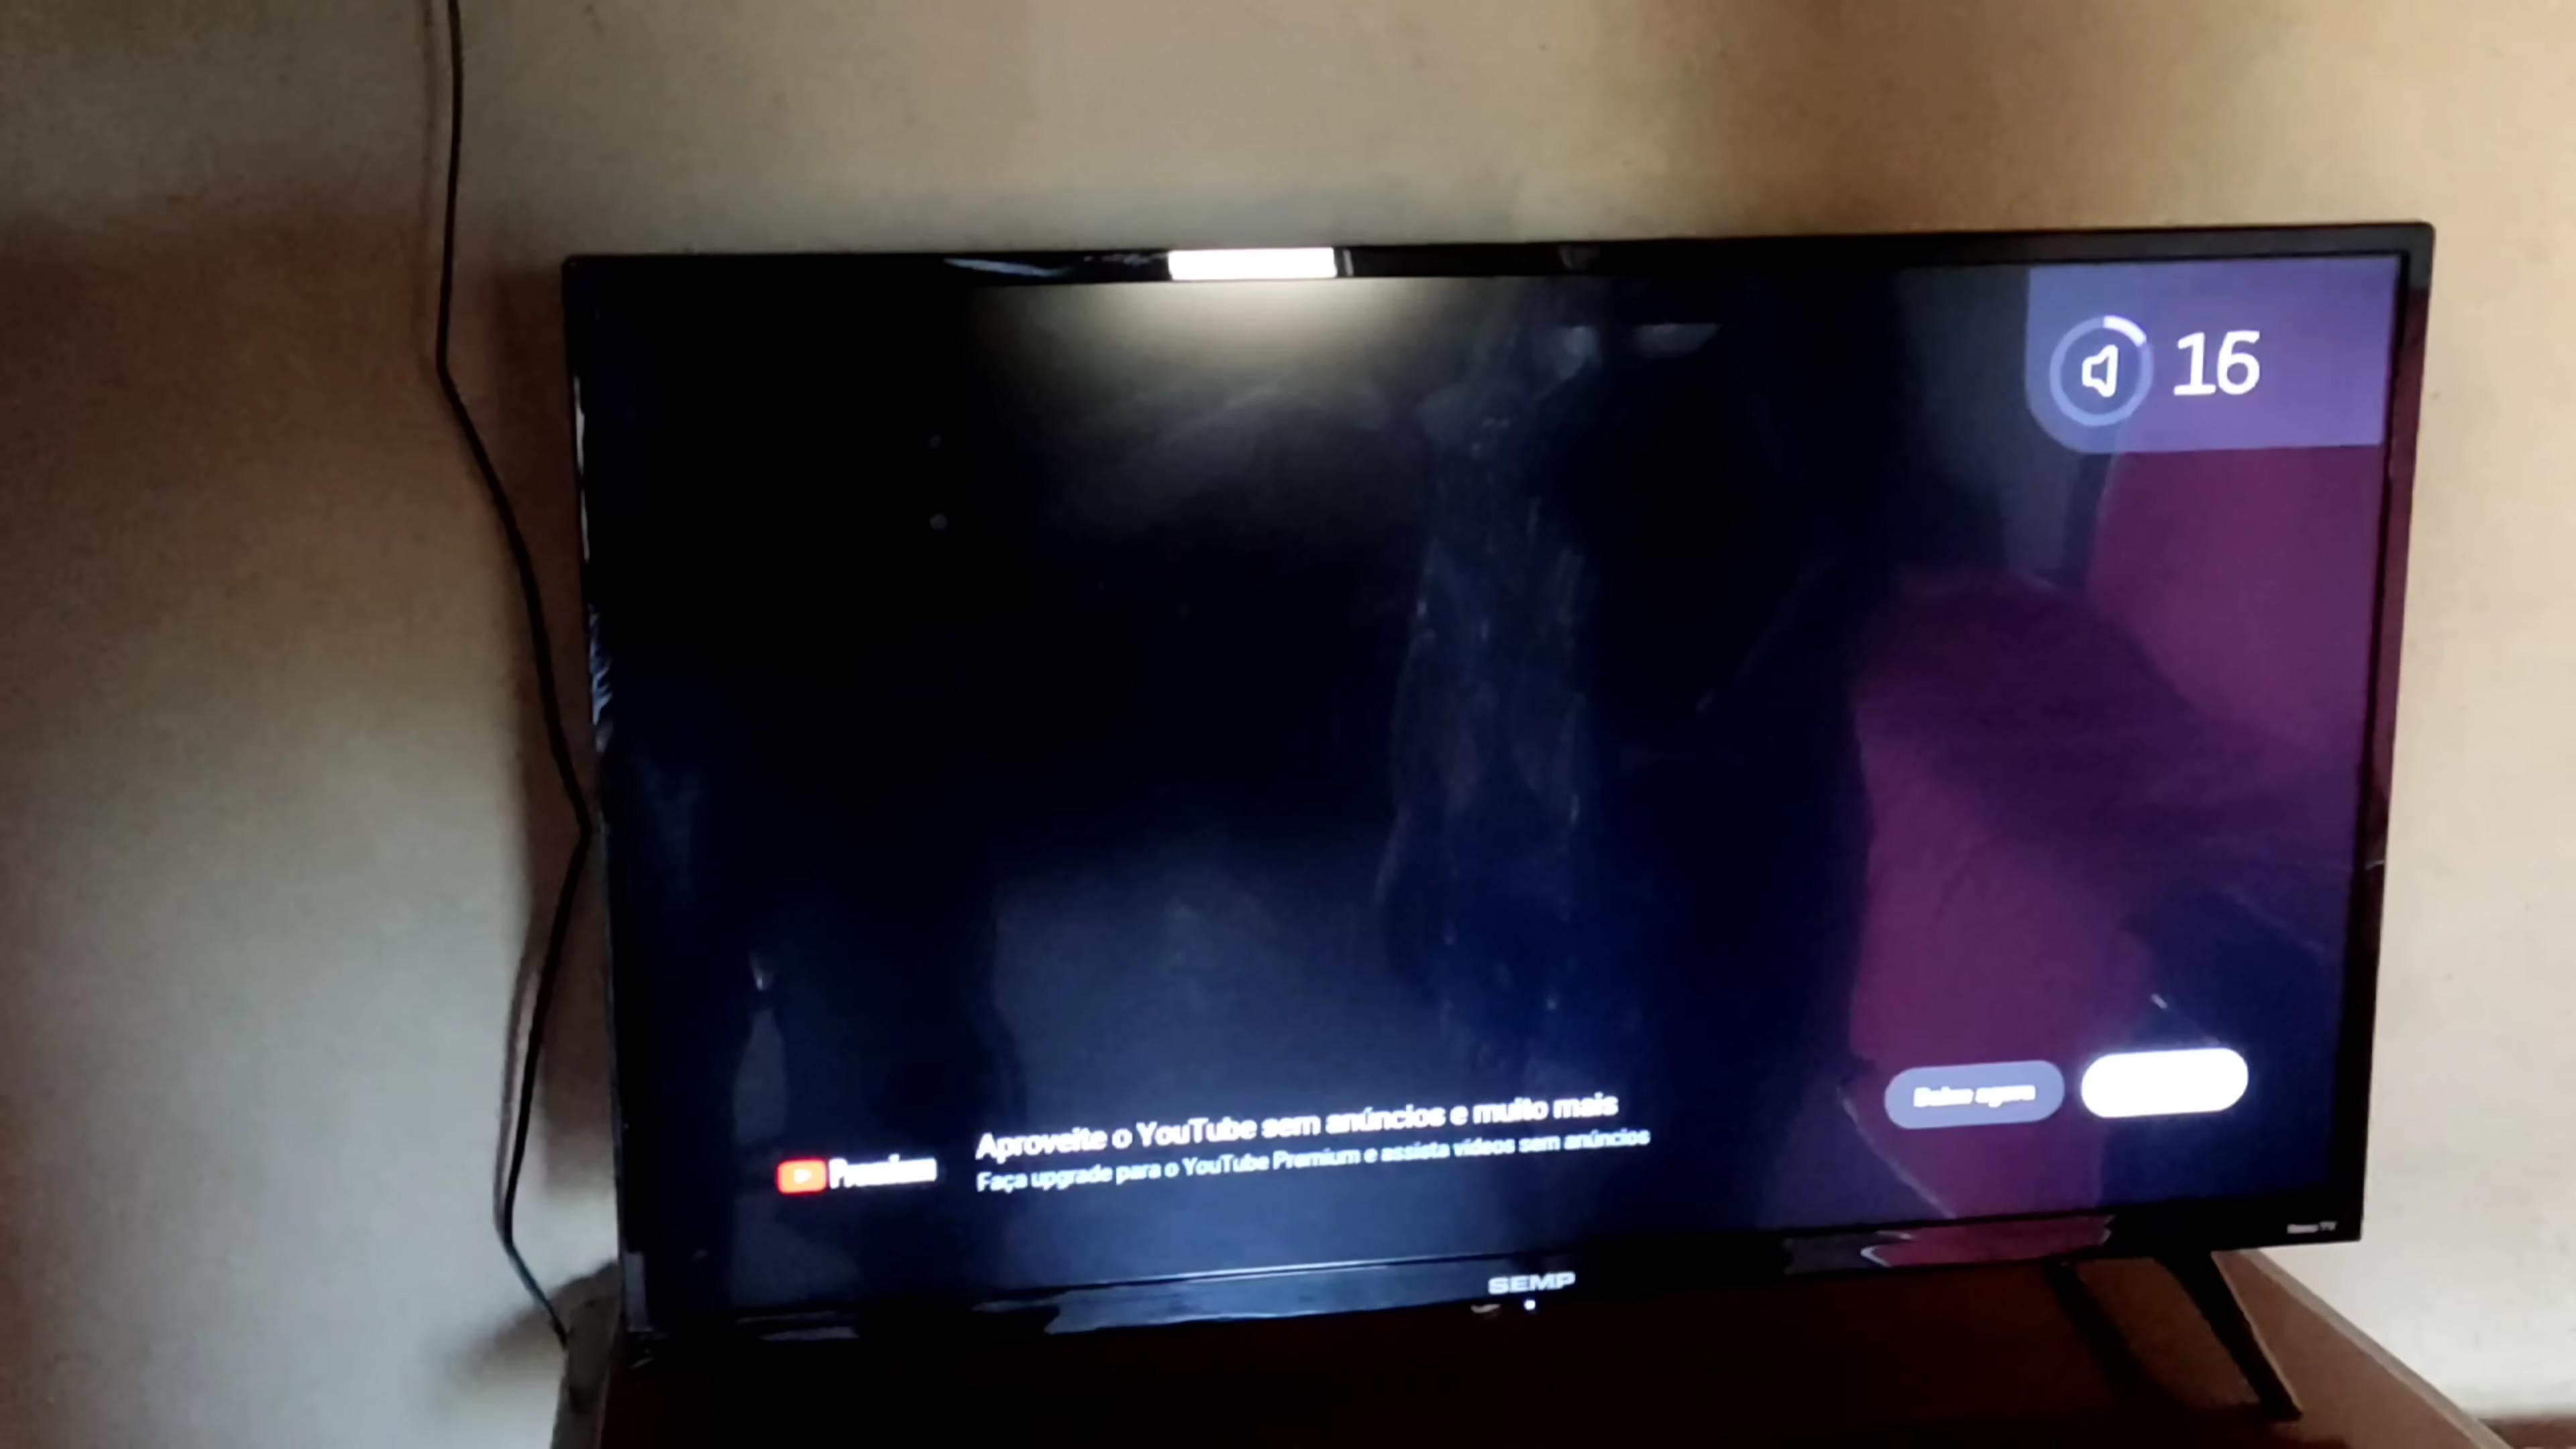 16
Aproveite o YouTube sem anúncios e muito mais
Premium
Faça upgrade para o YouTube Premium e assista vídeos sem anúncios
SEMP